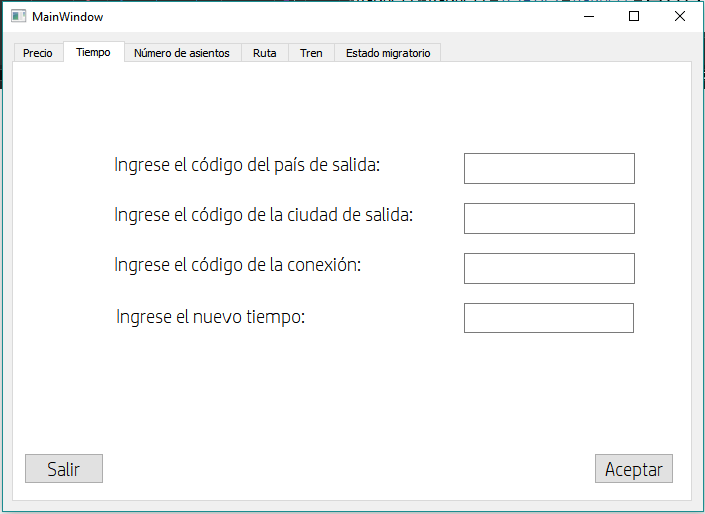 MainWindow
Precio Tiempo Número de asientos Ruta Tren Estado migratorio
Ingrese el código del país de salida:
Ingrese el código de la ciudad de salida:
Ingrese el código de la conexión:
Ingrese el nuevo tiempo:
Salir Aceptar